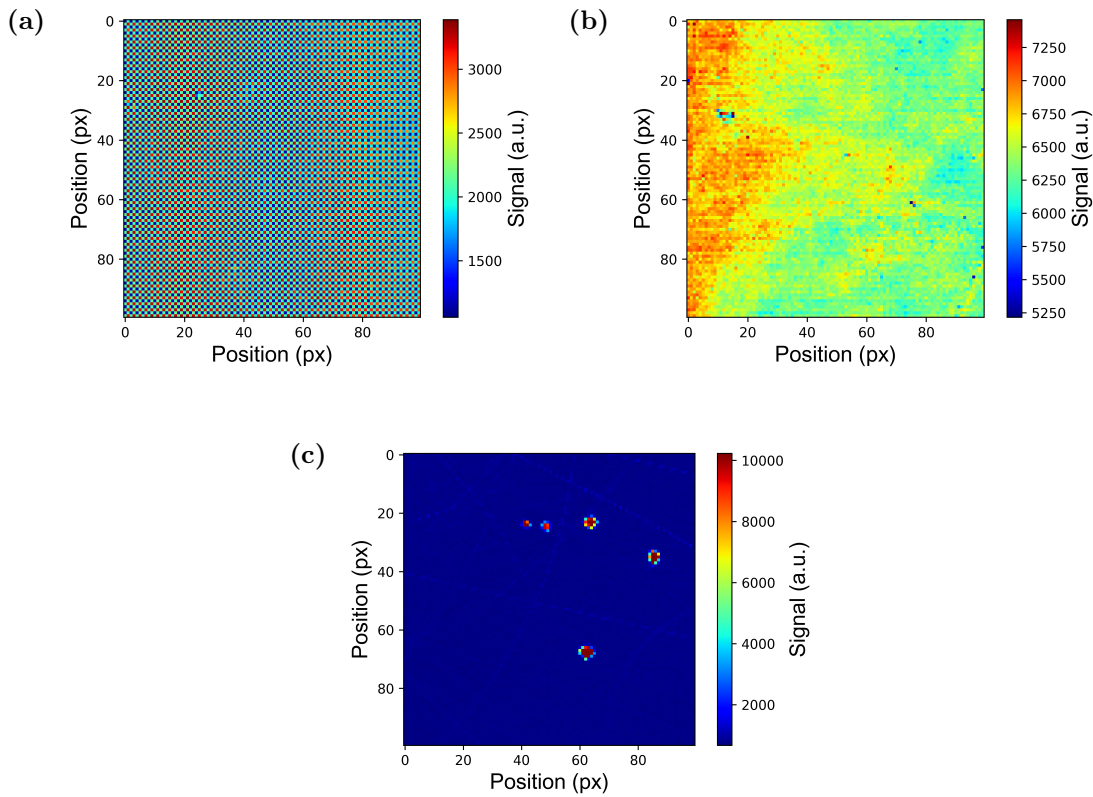 (a)
0
20
40
60
80
0 20 40 60 80
Position (px)
Position (px)
3000
2500
2000
1500
Signal (a.u.)
(b)
0
20
40
60
80
0 20 40 60 80
Position (px)
Position (px)
7250
7000
6750
6500
6250
6000
5750
5500
5250
Signal (a.u.)
(c)
0
20
40
60
80
0 20 40 60 80
Position (px)
Position (px)
10000
8000
6000
4000
2000
Signal (a.u.)